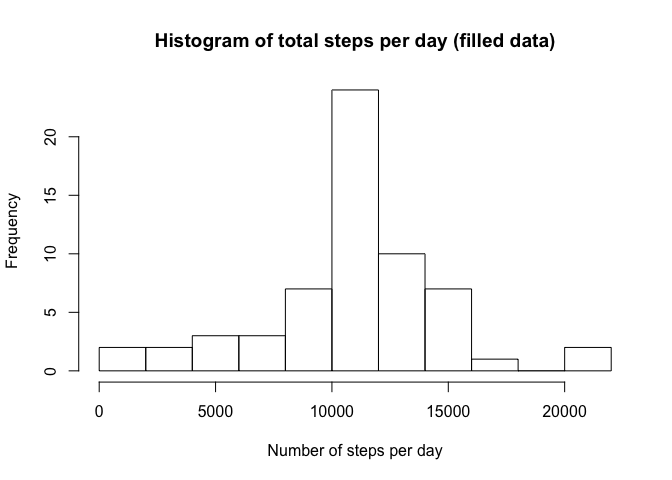 Histogram of total steps per day (filled data)
Frequency
20
15
10
5
0
0 5000 10000 15000 20000
Number of steps per day